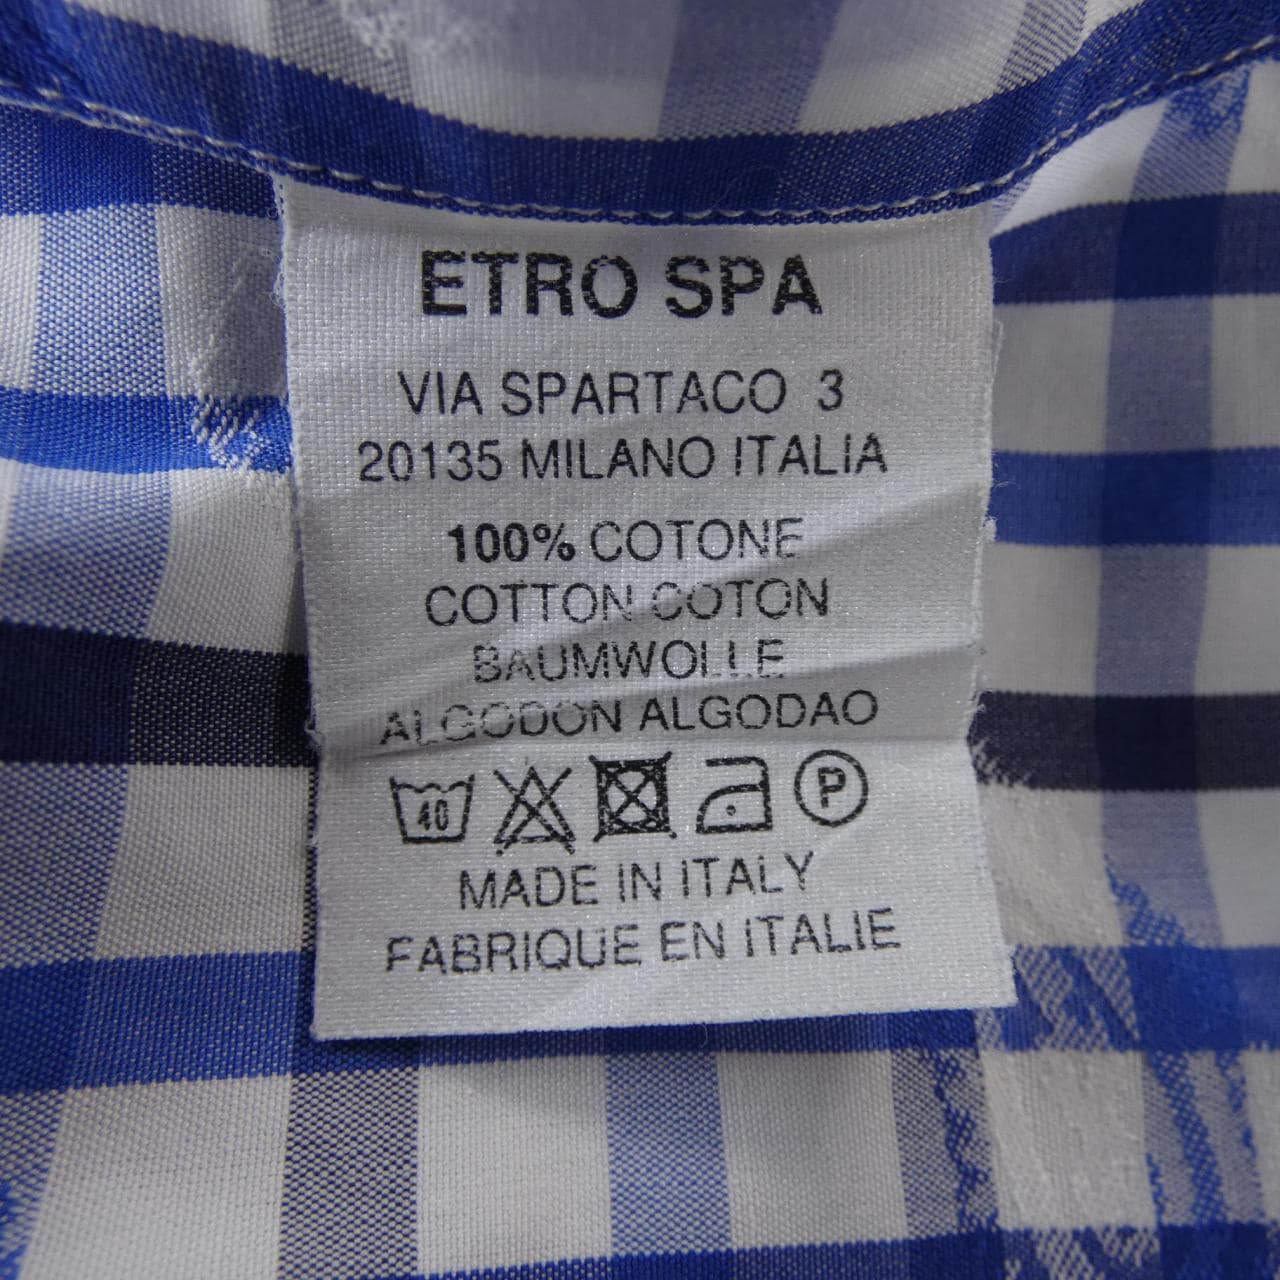 ETRO SPA
VIA SPARTACO 3
20135 MILANO ITALIA
100% COTONE
COTTON COTON
BAUMWOLLE
ALGODON ALGODAO
40 P
MADE IN ITALY
FABRIQUE EN ITALIE